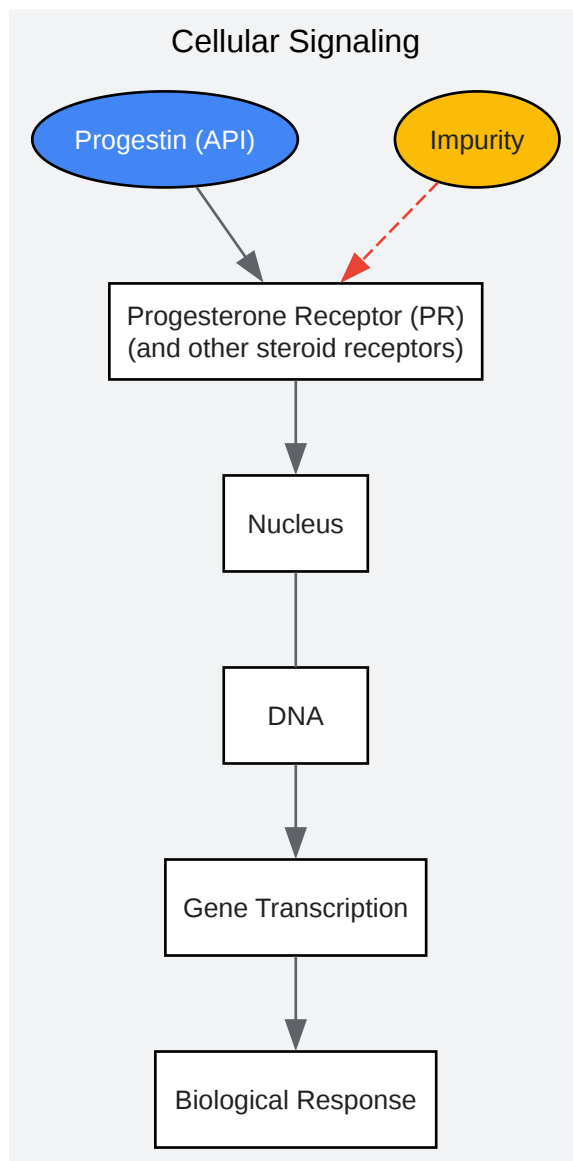 Cellular Signaling
Progestin (API)
Impurity
Progesterone Receptor (PR)
(and other steroid receptors)
Nucleus
DNA
Gene Transcription
Biological Response